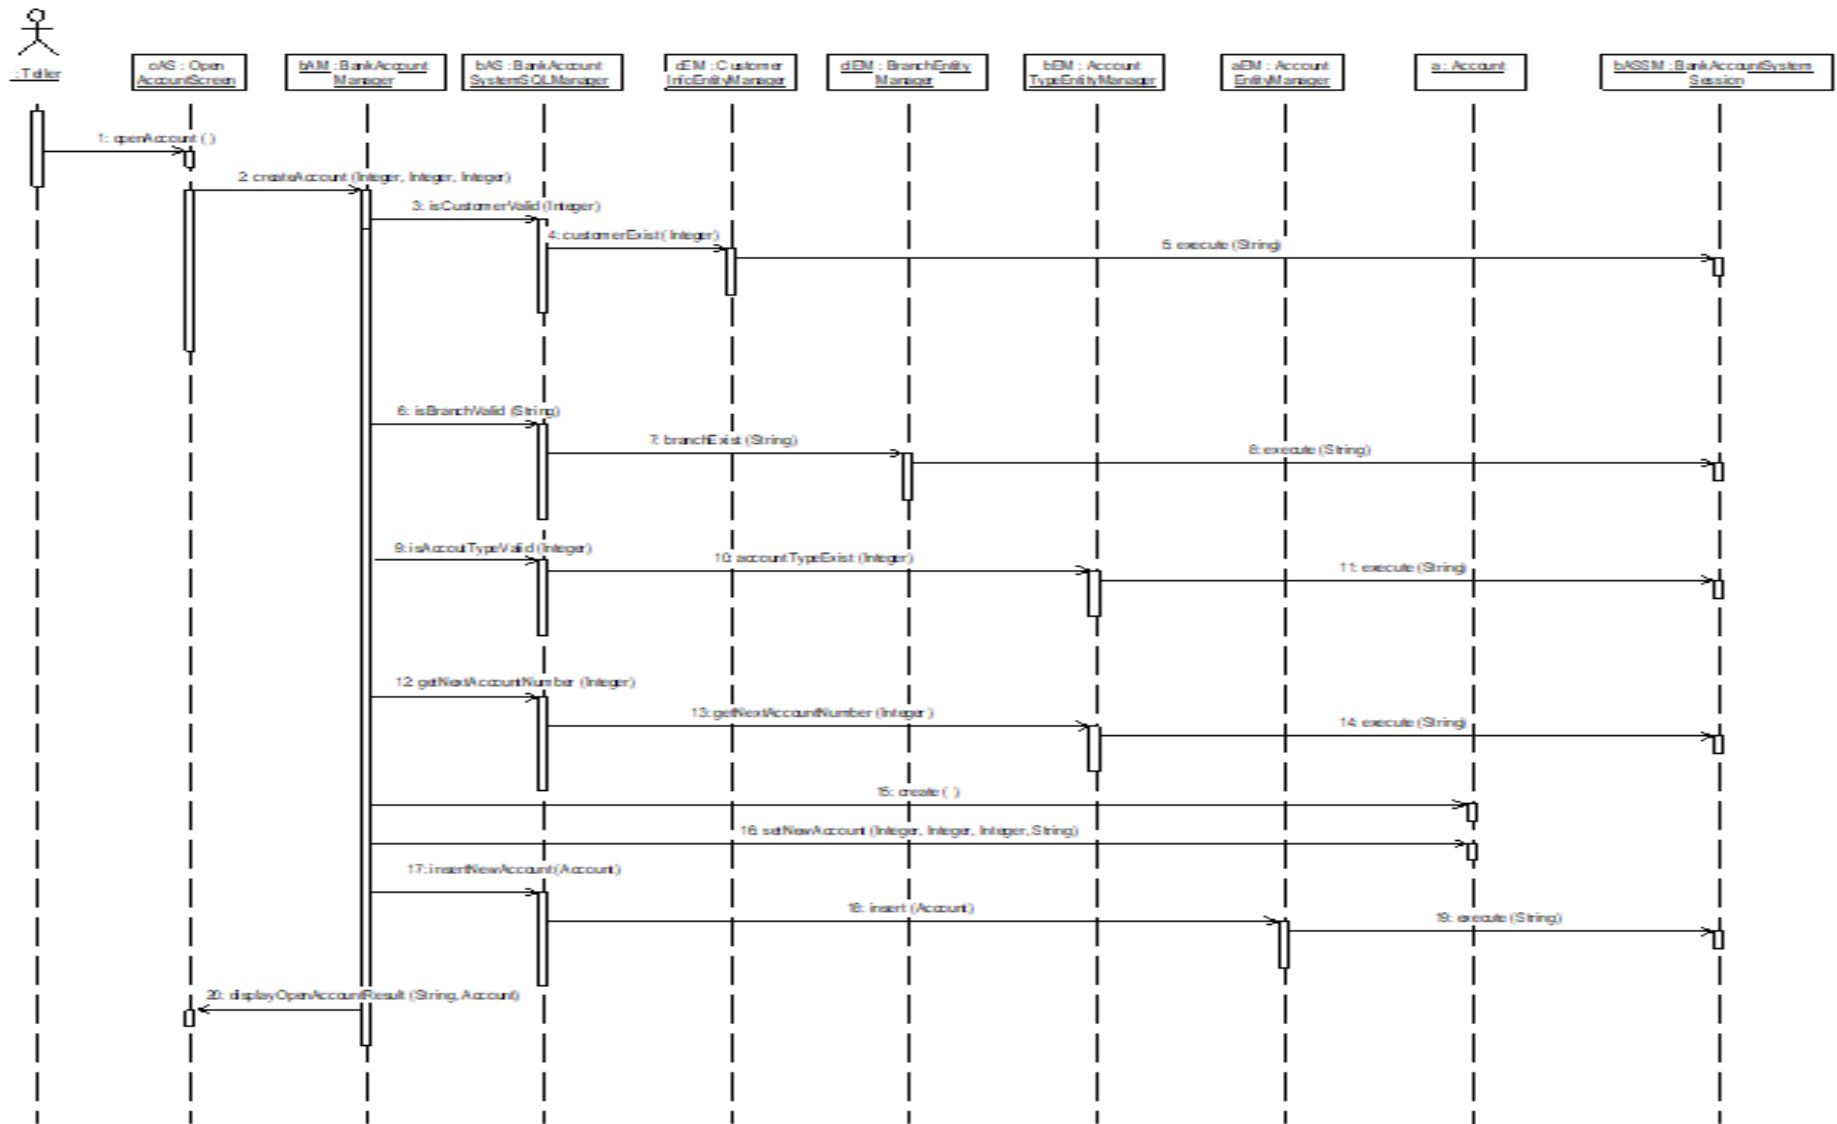 : Teller
oAS : Open
AccountScreen
bAM : BankAccount
Manager
bAS : BankAccount
SystemSQLManager
cEM : Customer
InfoEntityManager
dEM : BranchEntity
Manager
bEM : Account
TypeEntityManager
aEM : Account
EntityManager
a : Account
bASSM : BankAccountSystem
Session
1: openAccount ( )
2: createAccount (Integer, Integer, Integer)
3: isCustomerValid (Integer)
4: customerExist( Integer)
5: execute (String)
6: isBranchValid (String)
7: branchExist (String)
8: execute (String)
9: isAccoutTypeValid (Integer)
10: accountTypeExist (Integer)
11: execute (String)
12: getNextAccountNumber (Integer)
13: getNextAccountNumber (Integer)
14: execute (String)
15: create ( )
16: setNewAccount (Integer, Integer, Integer, String)
17: insertNewAccount(Account)
18: insert (Account)
19: execute (String)
20: displayOpenAccountResult (String, Account)